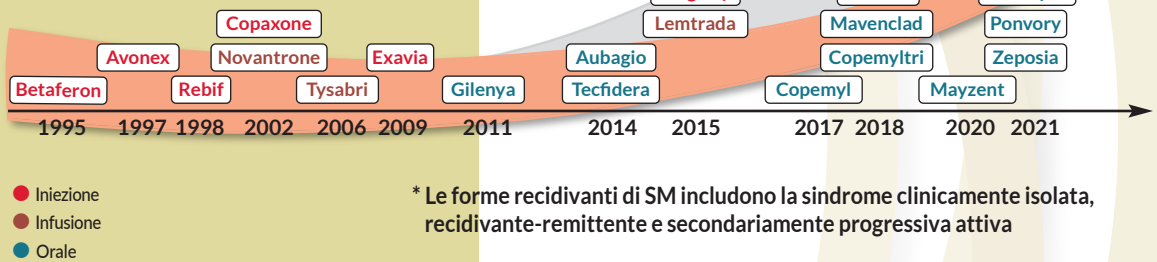 Copaxone Lemtrada Mavenclad Ponvory
Avonex Novantrone Exavia Aubagio Copemyltri Zeposia
Betaferon Rebif Tysabri Gilenya Tecfidera Copemyl Mayzent
1995 1997 1998 2002 2006 2009 2011 2014 2015 2017 2018 2020 2021
Iniezione
Infusione
Orale
* Le forme recidivanti di SM includono la sindrome clinicamente isolata,
recidivante-remittente e secondariamente progressiva attiva